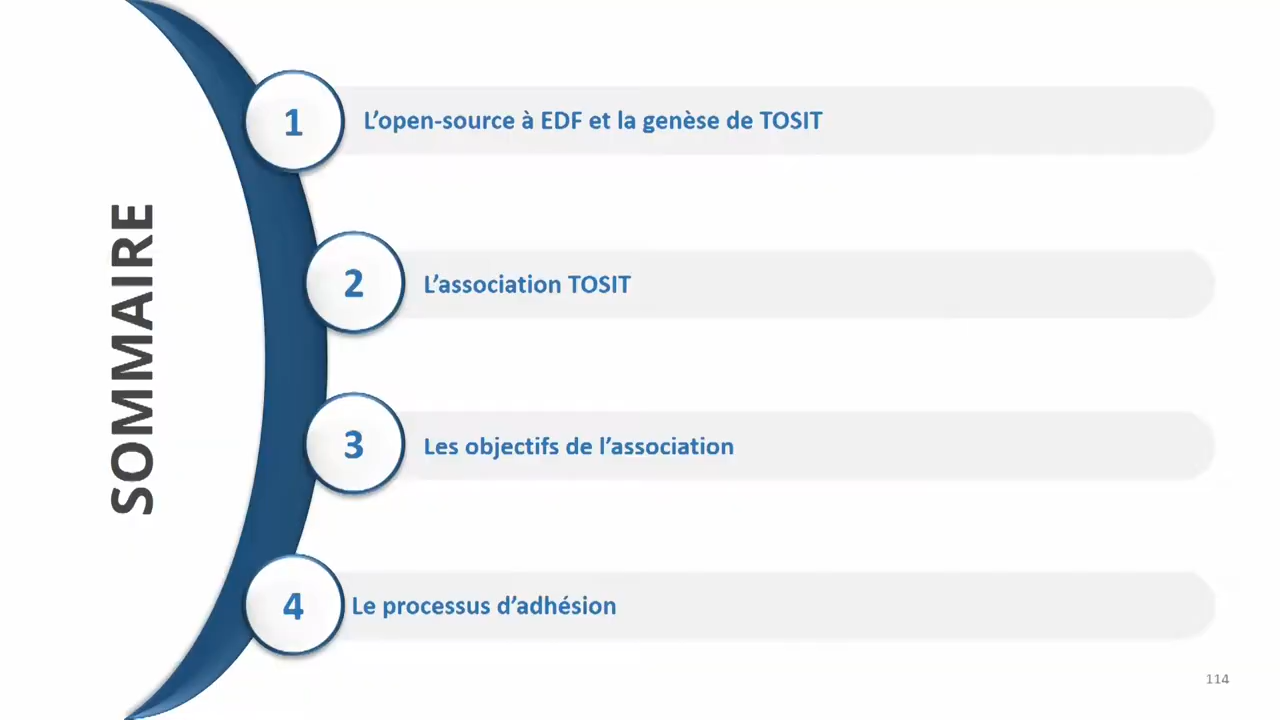 SOMMAIRE
1
L’open-source à EDF et la genèse de TOSIT
2
L’association TOSIT
3
Les objectifs de l’association
4
Le processus d’adhésion
114